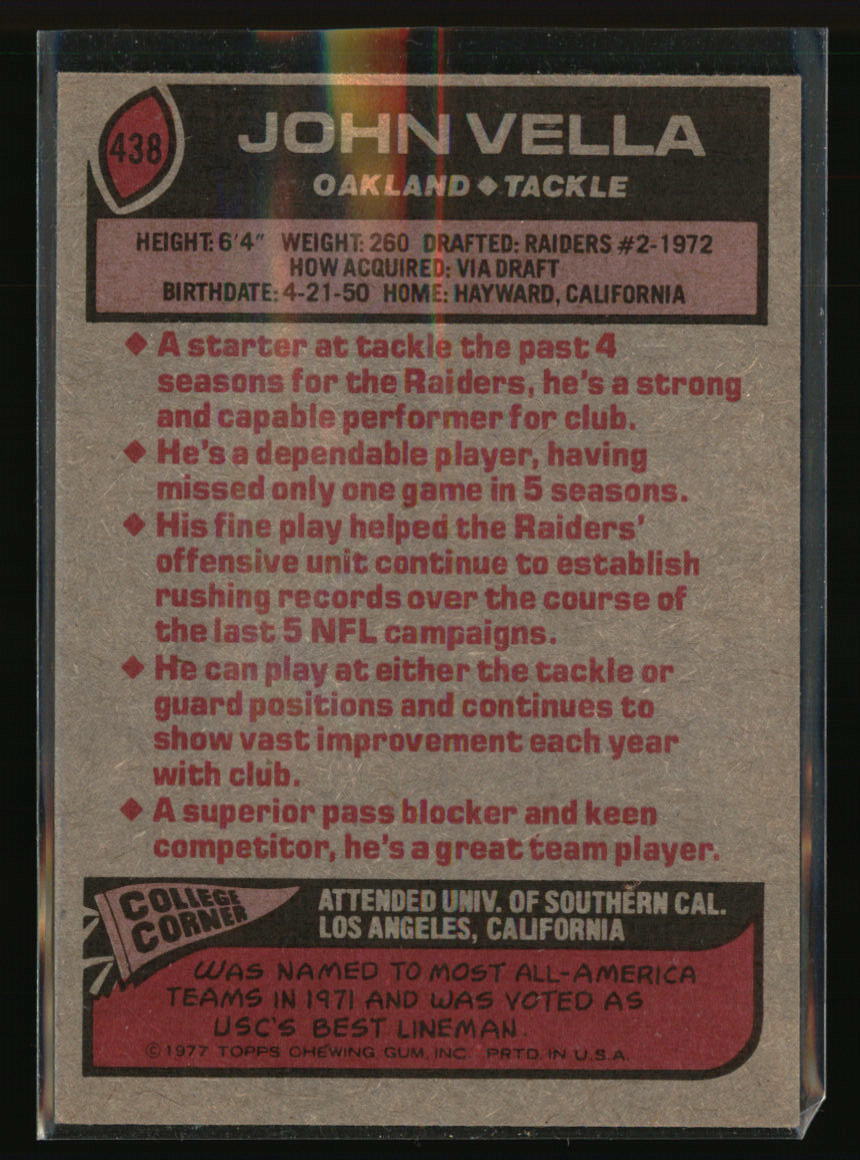 438
JOHN VELLA
OAKLAND◆TACKLE
HEIGHT: 6'4" WEIGHT: 260 DRAFTED: RAIDERS #2-1972
HOW ACQUIRED: VIA DRAFT
BIRTHDATE: 4-21-50 HOME: HAYWARD, CALIFORNIA
◆ A starter at tackle the past 4
seasons for the Raiders, he's a strong
and capable performer for club.
◆ He's a dependable player, having
missed only one game in 5 seasons.
◆ His fine play helped the Raiders'
offensive unit continue to establish
rushing records over the course of
the last 5 NFL campaigns.
◆ He can play at either the tackle or
guard positions and continues to
show vast improvement each year
with club.
◆ A superior pass blocker and keen
competitor, he's a great team player.
COLLEGE
CORNER
ATTENDED UNIV. OF SOUTHERN CAL.
LOS ANGELES, CALIFORNIA
WAS NAMED TO MOST ALL-AMERICA
TEAMS IN 1971 AND WAS VOTED AS
USC'S BEST LINEMAN.
©1977 TOPPS CHEWING GUM, INC. PRTD. IN U.S.A.